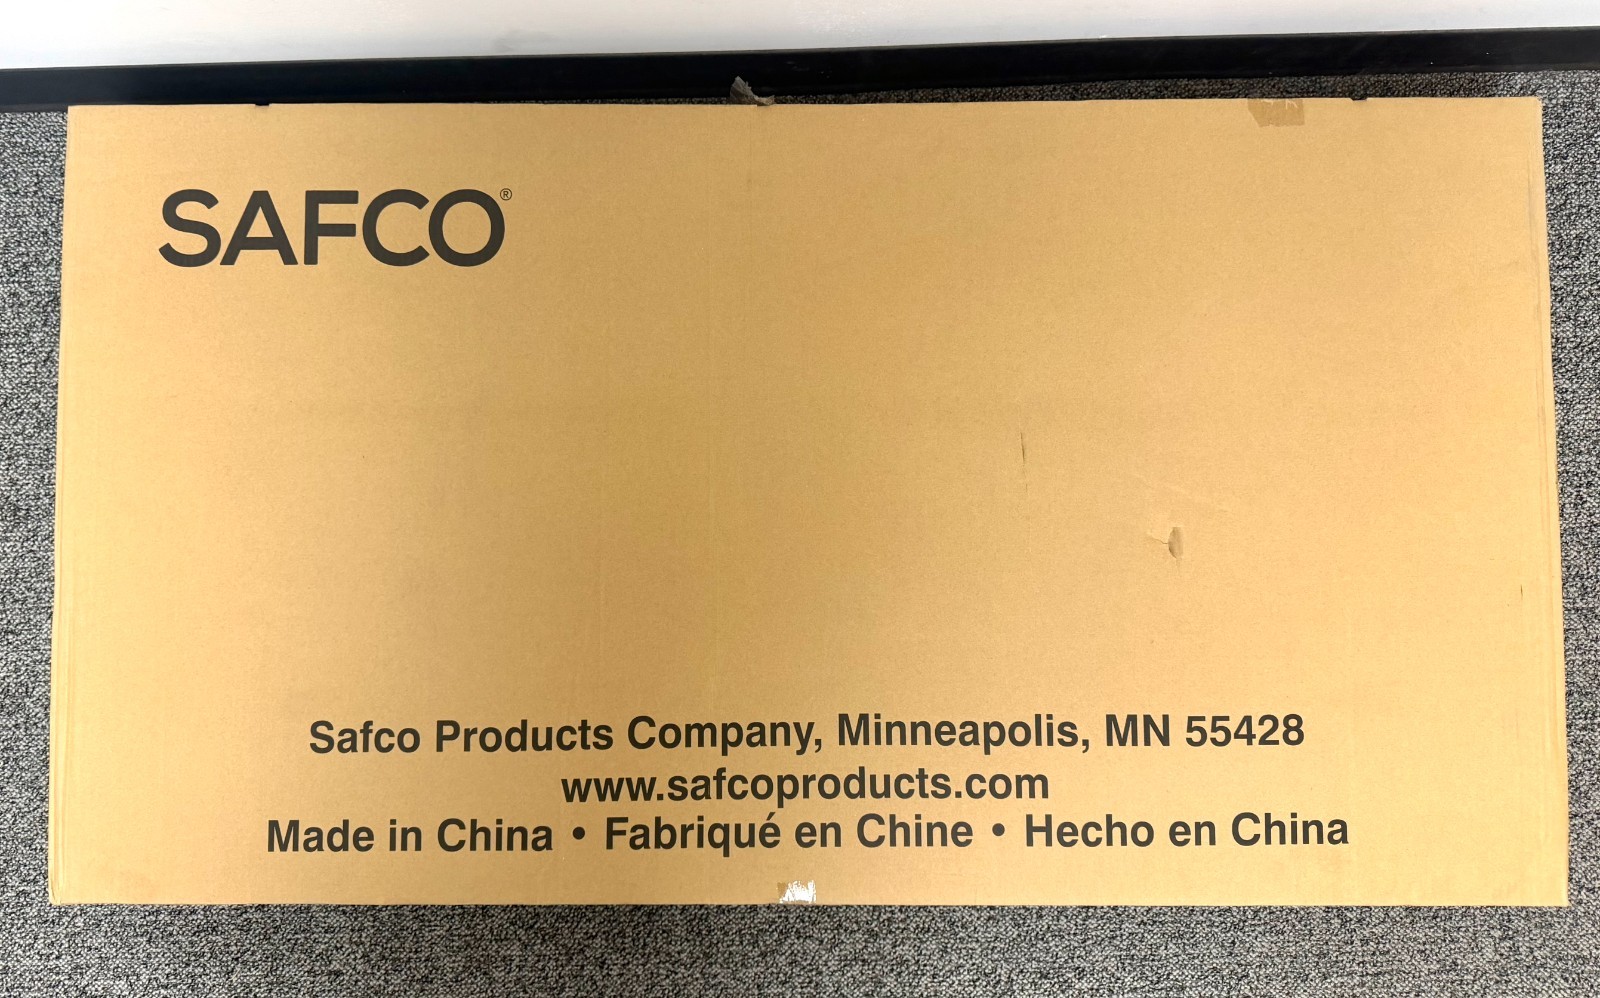 SAFCO®
Safco Products Company, Minneapolis, MN 55428
www.safcoproducts.com
Made in China • Fabriqué en Chine • Hecho en China